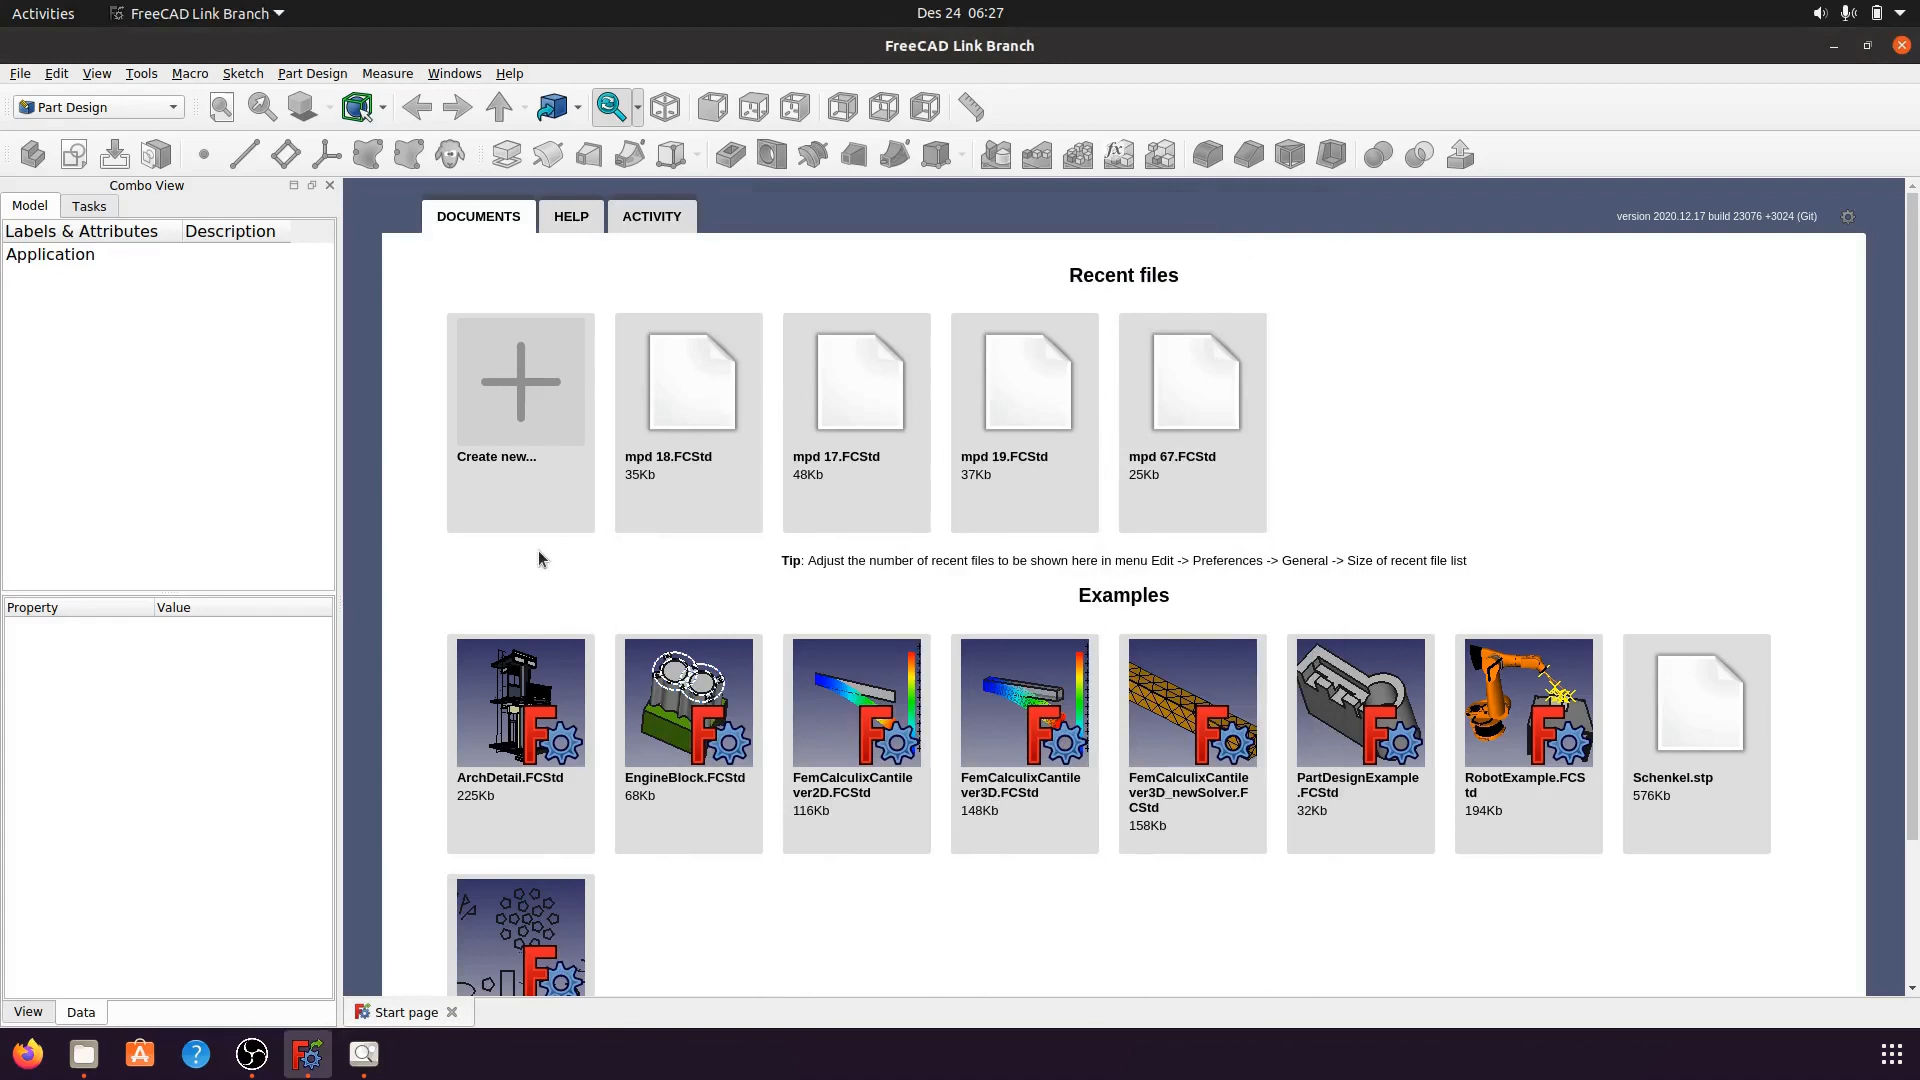 Activities
FreeCAD Link Branch
Des 24 06:27
FreeCAD Link Branch
File Edit View Tools Macro Sketch Part Design Measure Windows Help
Part Design
Combo View
Model
Tasks
Labels & Attributes
Description
Application
DOCUMENTS
HELP
ACTIVITY
version 2020.12.17 build 23076 +3024 (Git)
Recent files
Create new...
mpd 18.FCStd
35Kb
mpd 17.FCStd
48Kb
mpd 19.FCStd
37Kb
mpd 67.FCStd
25Kb
Tip: Adjust the number of recent files to be shown here in menu Edit -> Preferences -> General -> Size of recent file list
Examples
ArchDetail.FCStd
225Kb
EngineBlock.FCStd
68Kb
FemCalculixCantile
ver2D.FCStd
116Kb
FemCalculixCantile
ver3D.FCStd
148Kb
FemCalculixCantile
ver3D_newSolver.F
CStd
158Kb
PartDesignExample
.FCStd
32Kb
RobotExample.FCS
td
194Kb
Schenkel.stp
576Kb
Property
Value
View
Data
Start page